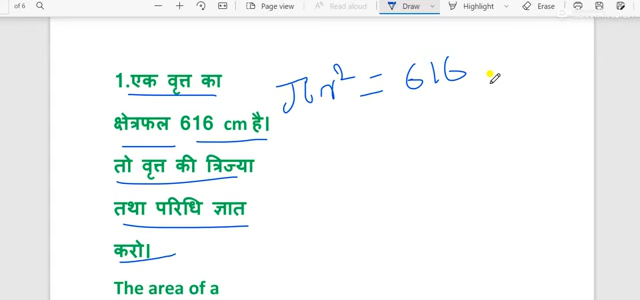 of 6 Page view Read aloud Draw Highlight Erase
1.एक वृत्त का
πr² = 616
क्षेत्रफल 616 cm है।
तो वृत्त की त्रिज्या
तथा परिधि ज्ञात
करो।
The area of a